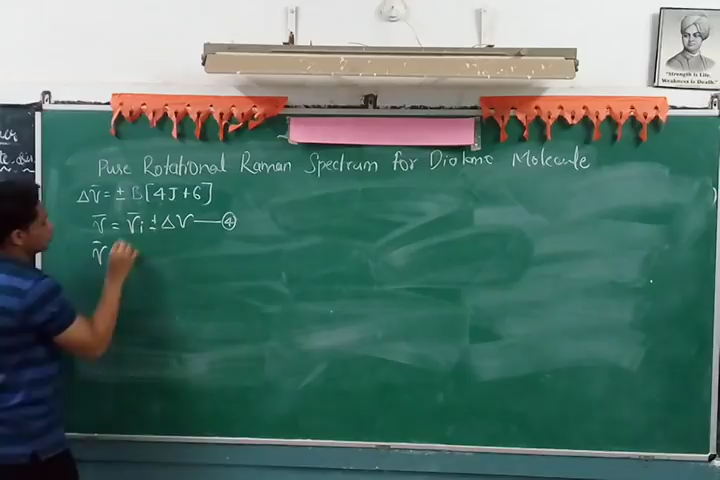 "Strength is Life,
Weakness is Death."
Pure Rotational Raman Spectrum for Diatomic Molecule
Δν̄ = ± B[4J+6]
ν̄ = ν̄i ± Δν — ④
ν̄